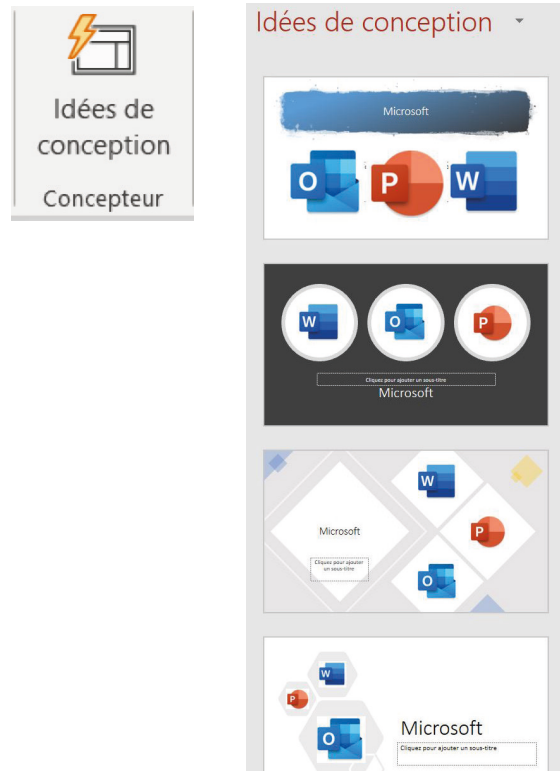 Idées de
conception
Concepteur
Idées de conception
Microsoft
O
P
W
W
O
P
Cliquez pour ajouter un sous-titre
Microsoft
W
Microsoft
P
Cliquez pour ajouter
un sous-titre
O
W
P
O
Microsoft
Cliquez pour ajouter un sous-titre